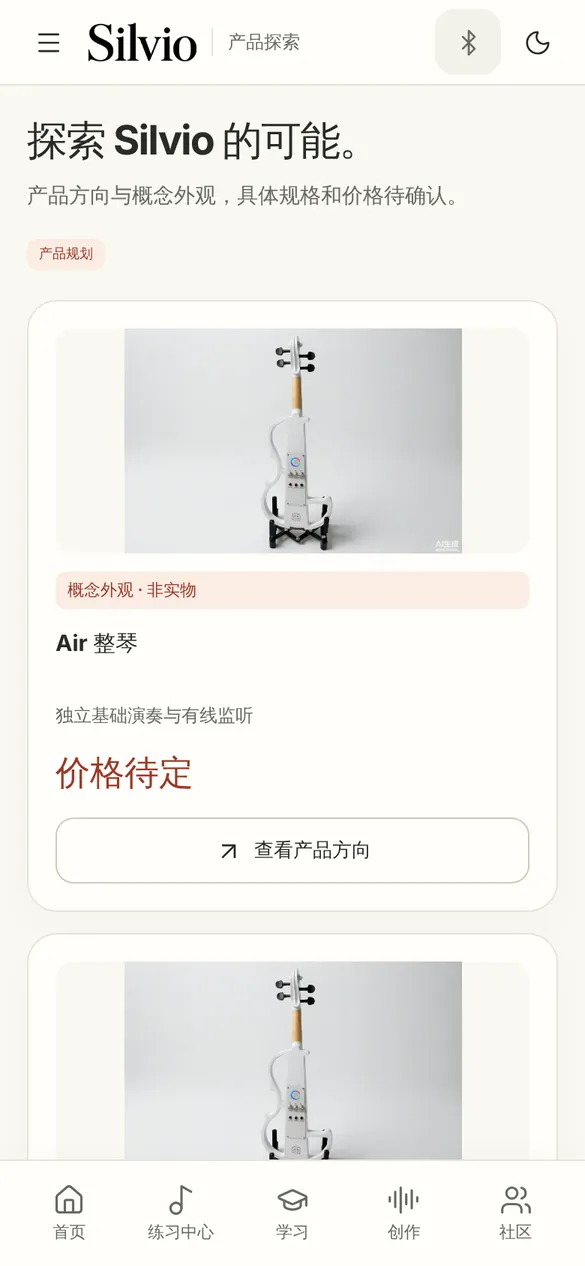 Silvio
产品探索
探索 Silvio 的可能。
产品方向与概念外观，具体规格和价格待确认。
产品规划
AI生成
概念外观 · 非实物
Air 整琴
独立基础演奏与有线监听
价格待定
查看产品方向
首页
练习中心
学习
创作
社区